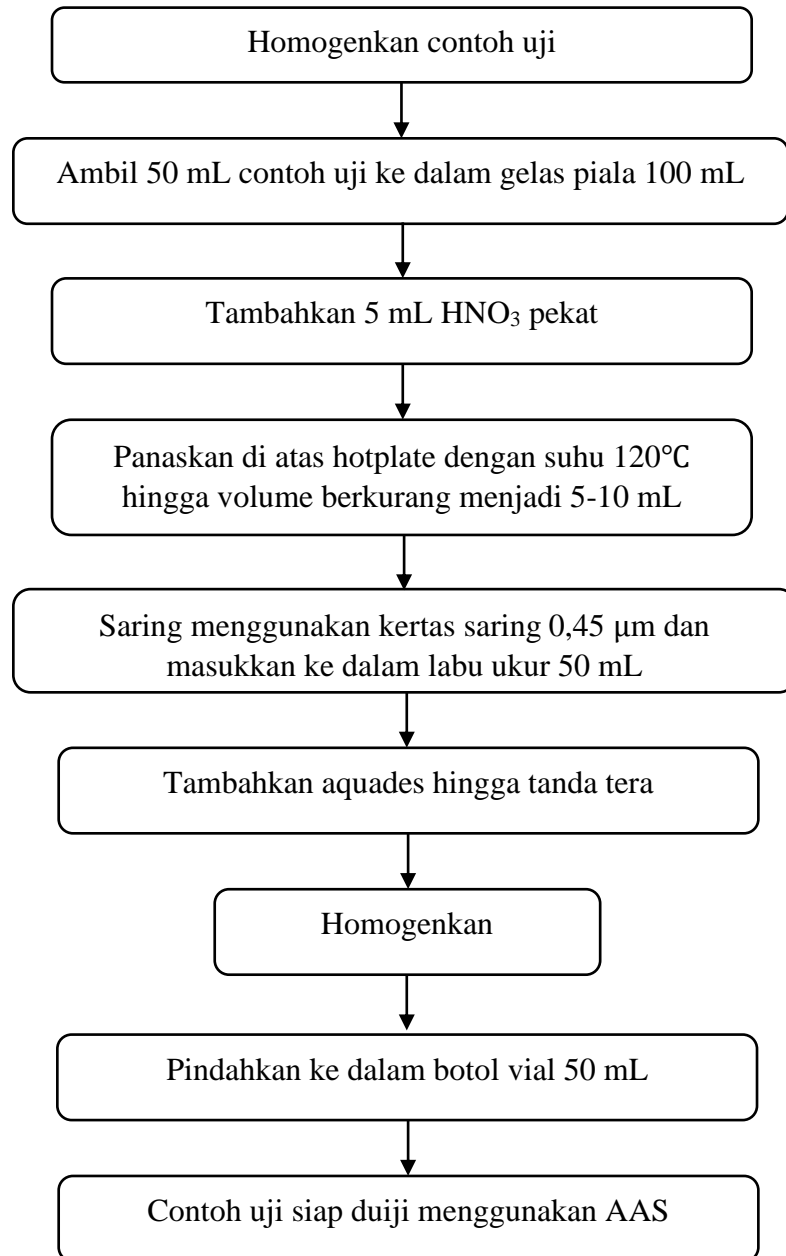 Homogenkan contoh uji
Ambil 50 mL contoh uji ke dalam gelas piala 100 mL
Tambahkan 5 mL HNO₃ pekat
Panaskan di atas hotplate dengan suhu 120℃
hingga volume berkurang menjadi 5-10 mL
Saring menggunakan kertas saring 0,45 μm dan
masukkan ke dalam labu ukur 50 mL
Tambahkan aquades hingga tanda tera
Homogenkan
Pindahkan ke dalam botol vial 50 mL
Contoh uji siap duiji menggunakan AAS